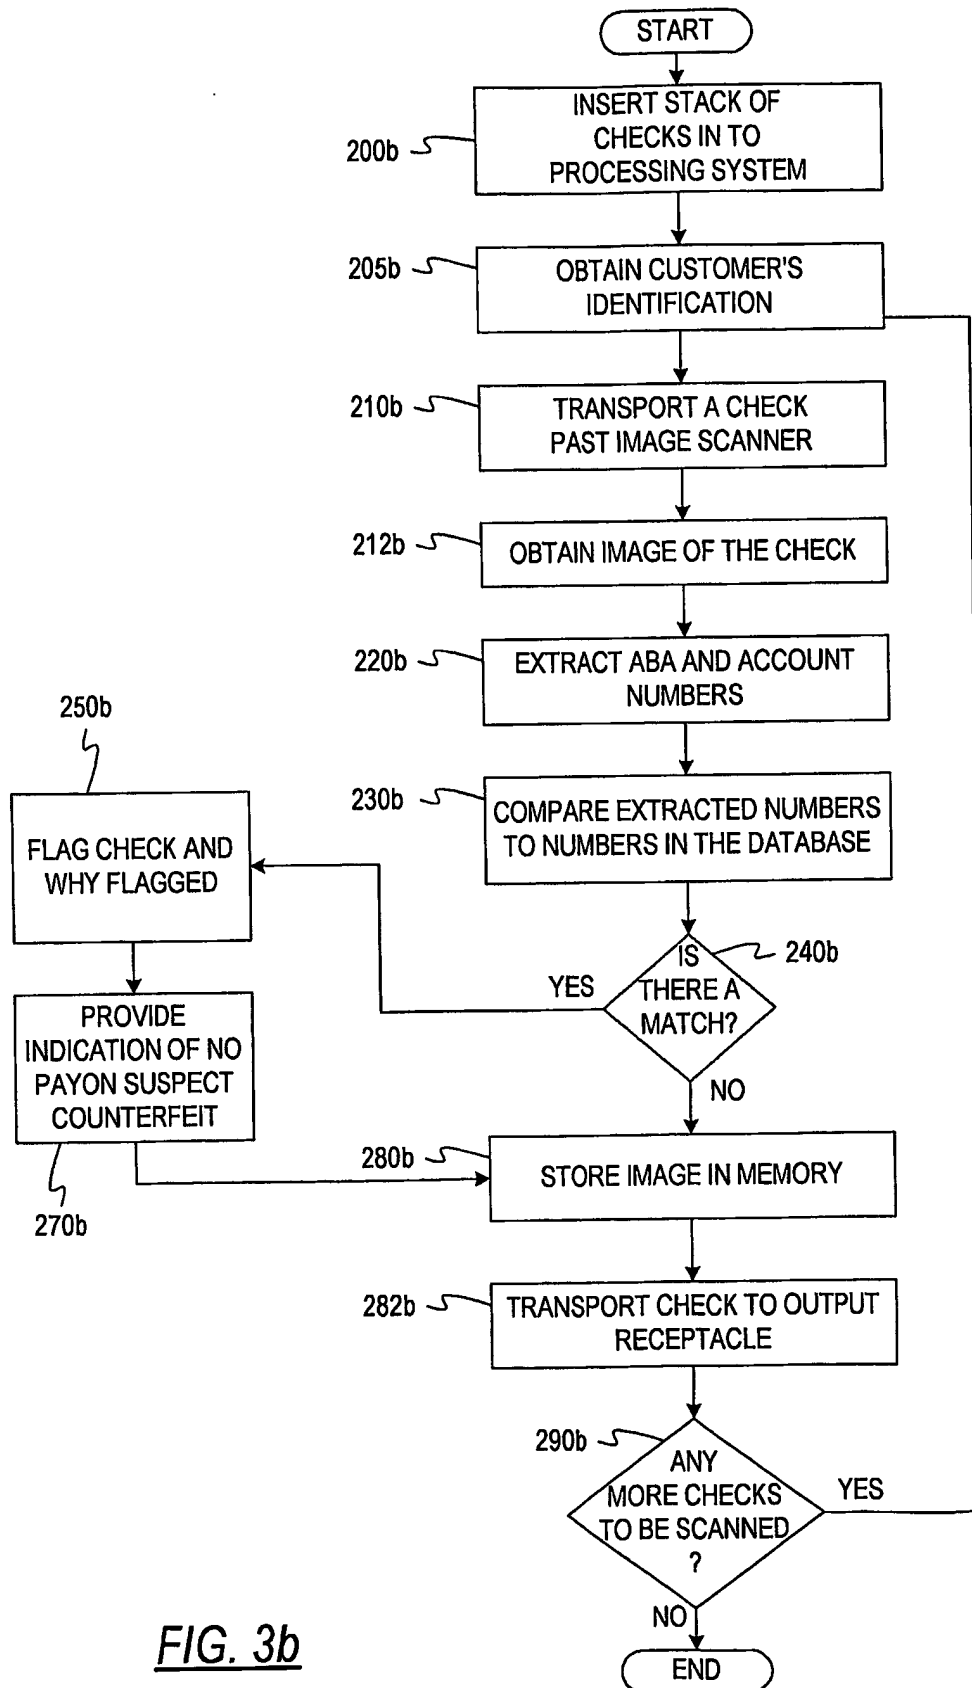 START
INSERT STACK OF
CHECKS IN TO
PROCESSING SYSTEM
200b
OBTAIN CUSTOMER'S
IDENTIFICATION
205b
TRANSPORT A CHECK
PAST IMAGE SCANNER
210b
OBTAIN IMAGE OF THE CHECK
212b
EXTRACT ABA AND ACCOUNT
NUMBERS
220b
COMPARE EXTRACTED NUMBERS
TO NUMBERS IN THE DATABASE
230b
IS
THERE A
MATCH?
240b
YES
NO
250b
FLAG CHECK AND
WHY FLAGGED
PROVIDE
INDICATION OF NO
PAYON SUSPECT
COUNTERFEIT
270b
280b
STORE IMAGE IN MEMORY
282b
TRANSPORT CHECK TO OUTPUT
RECEPTACLE
290b
ANY
MORE CHECKS
TO BE SCANNED
?
YES
NO
END
FIG. 3b